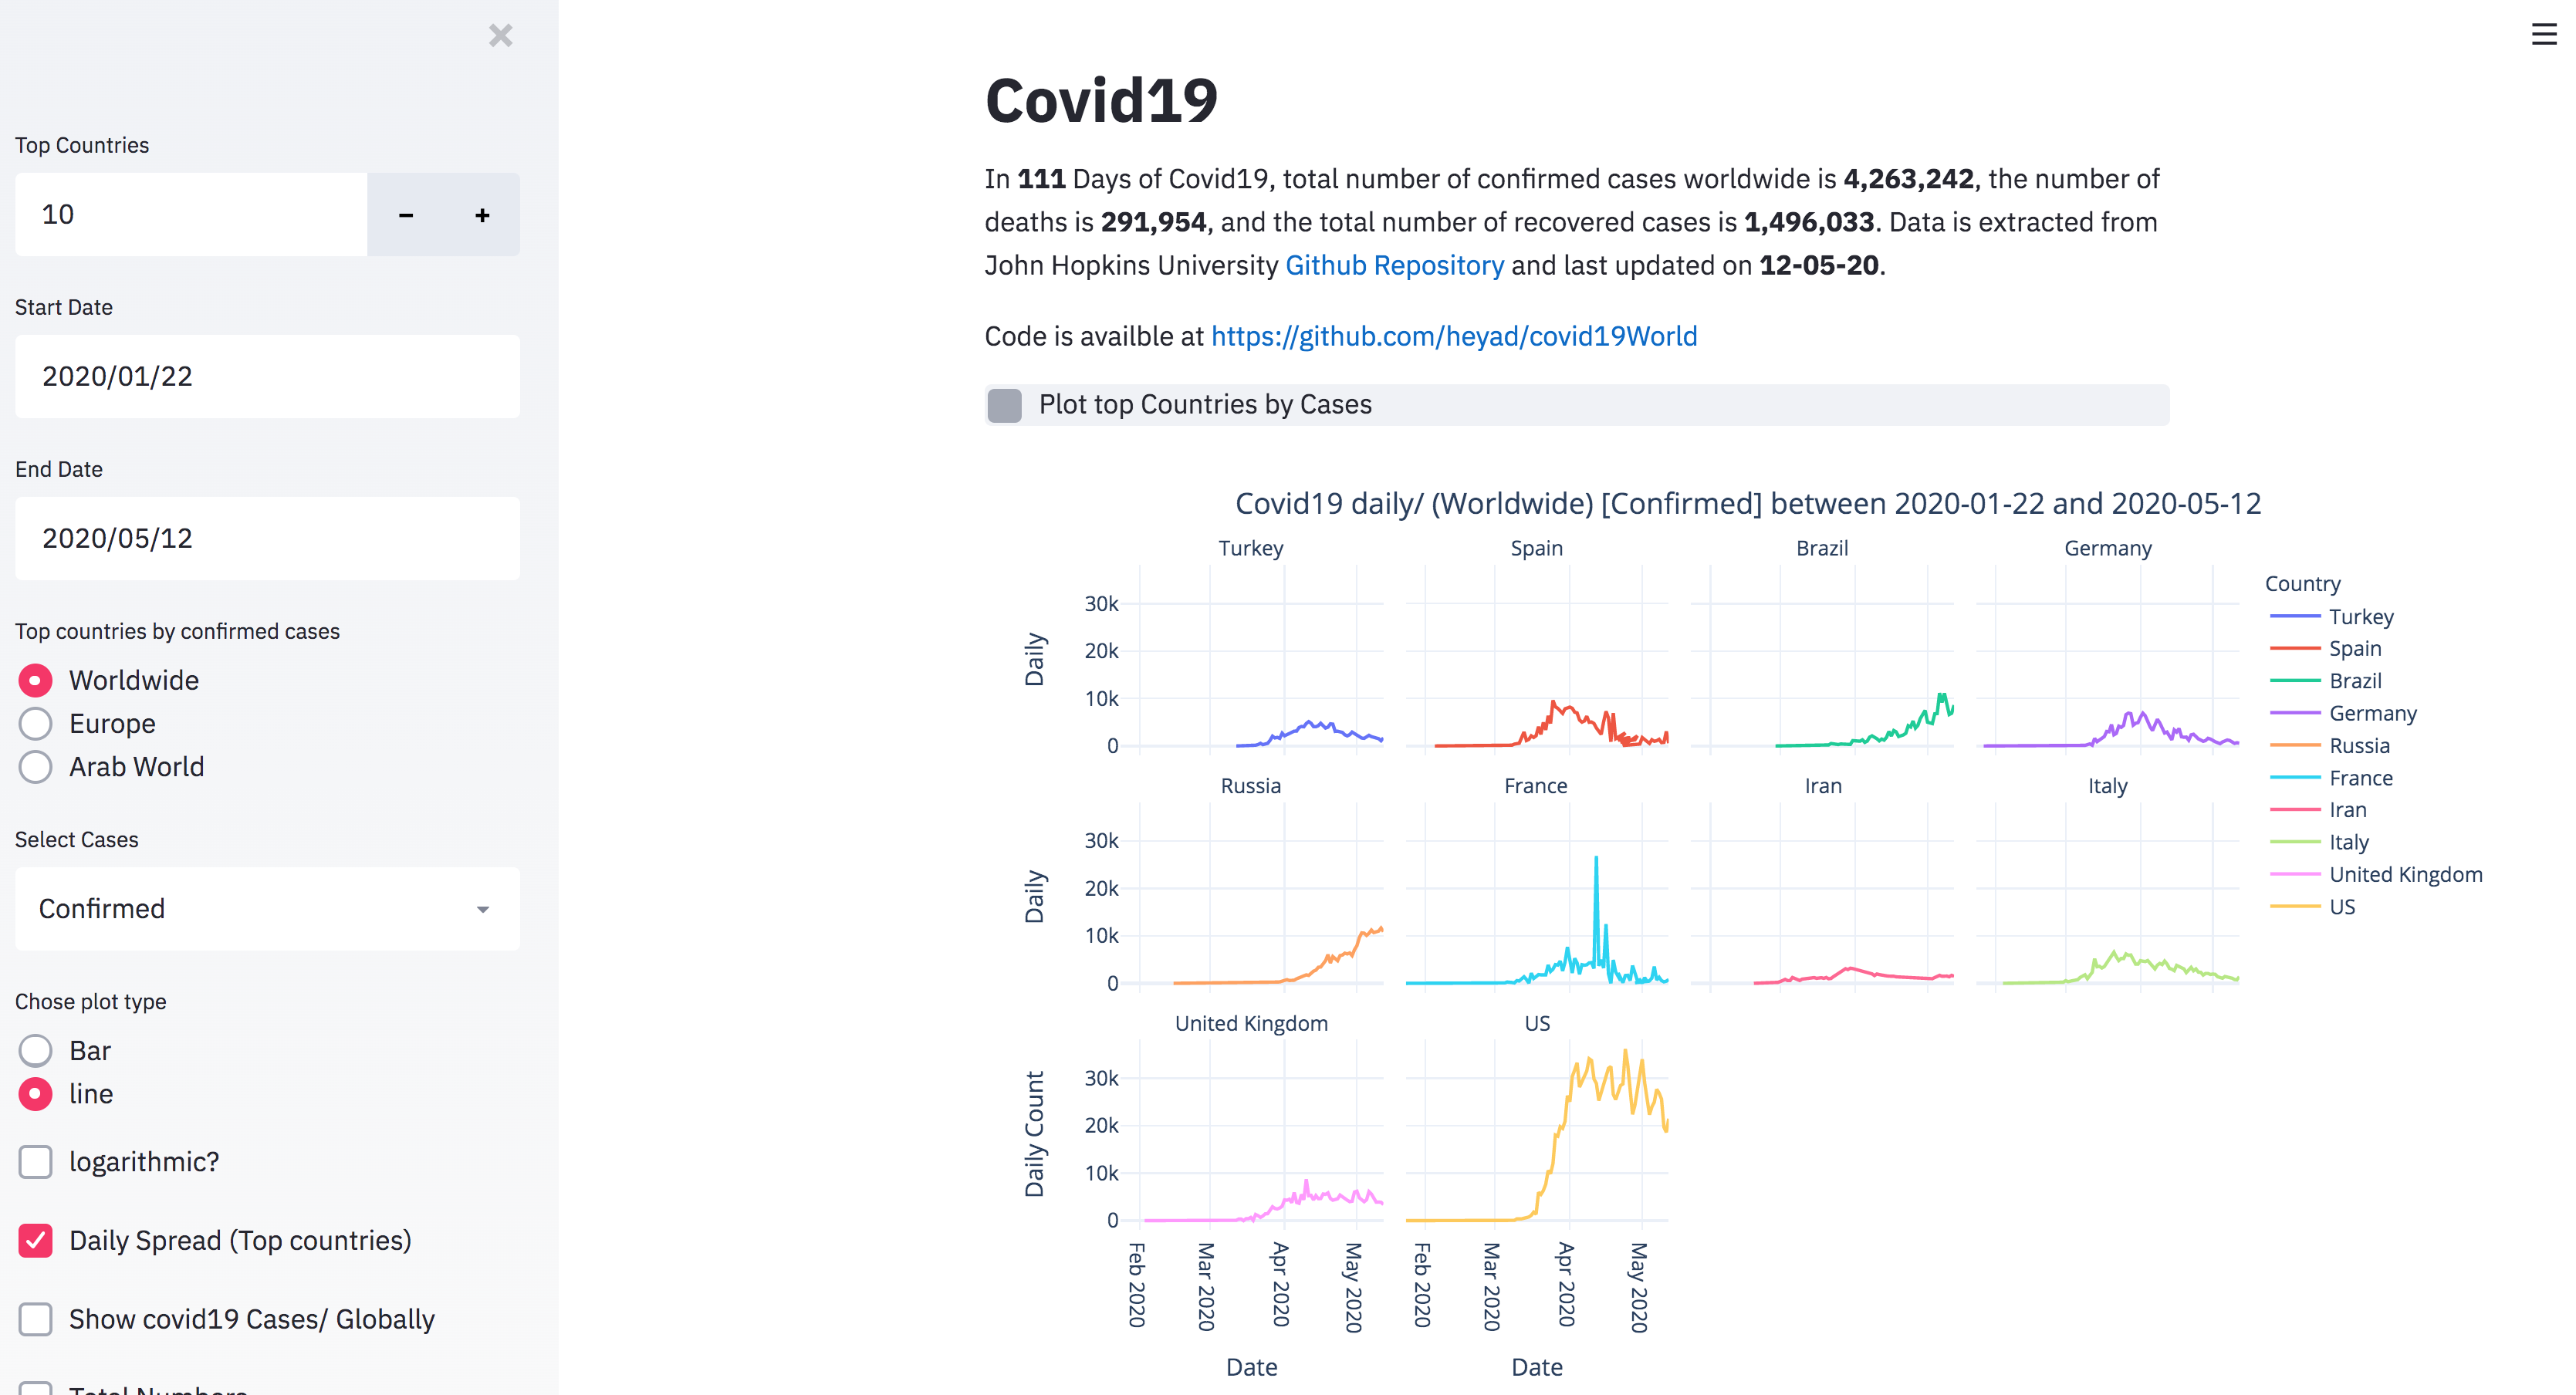 Top Countries
10
Start Date
2020/01/22
End Date
2020/05/12
Top countries by confirmed cases
Worldwide
Europe
Arab World
Select Cases
Confirmed
Chose plot type
Bar
line
logarithmic?
Daily Spread (Top countries)
Show covid19 Cases/ Globally
Total Numbers
Covid19
In 111 Days of Covid19, total number of confirmed cases worldwide is 4,263,242, the number of
deaths is 291,954, and the total number of recovered cases is 1,496,033. Data is extracted from
John Hopkins University Github Repository and last updated on 12-05-20.
Code is availble at https://github.com/heyad/covid19World
Plot top Countries by Cases
Covid19 daily/ (Worldwide) [Confirmed] between 2020-01-22 and 2020-05-12
Turkey Spain Brazil Germany
Daily
30k
20k
10k
0
Russia France Iran Italy
Daily
30k
20k
10k
0
United Kingdom US
Daily Count
30k
20k
10k
0
Feb 2020 Mar 2020 Apr 2020 May 2020 Feb 2020 Mar 2020 Apr 2020 May 2020
Date Date
Country
Turkey
Spain
Brazil
Germany
Russia
France
Iran
Italy
United Kingdom
US